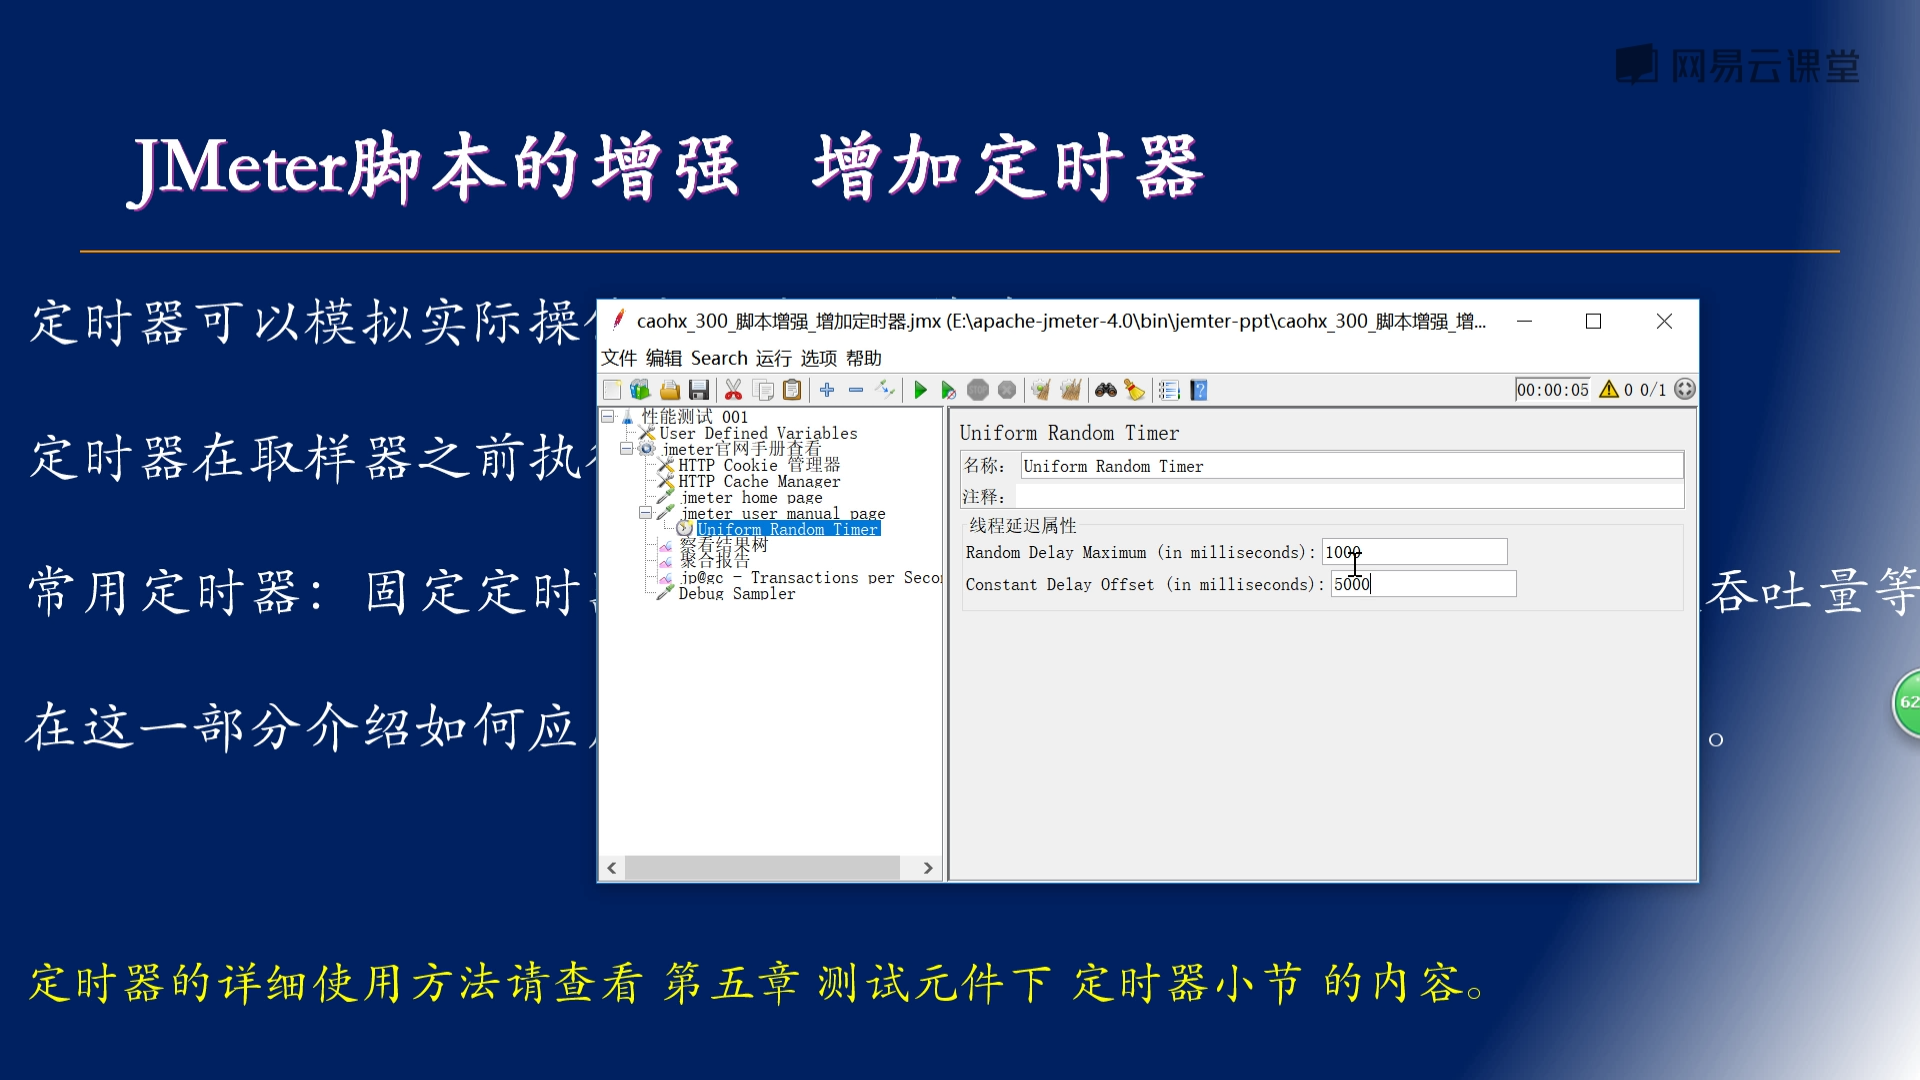 网易云课堂
JMeter脚本的增强 增加定时器
定时器可以模拟实际操
定时器在取样器之前执
常用定时器：固定定时
吞吐量等
在这一部分介绍如何应
。
caohx_300_脚本增强_增加定时器.jmx (E:\apache-jmeter-4.0\bin\jemter-ppt\caohx_300_脚本增强_增...
文件 编辑 Search 运行 选项 帮助
00:00:05 0 0/1
性能测试 001
User Defined Variables
jmeter官网手册查看
HTTP Cookie 管理器
HTTP Cache Manager
jmeter home page
jmeter user manual page
Uniform Random Timer
察看结果树
聚合报告
jp@gc - Transactions per Secon
Debug Sampler
Uniform Random Timer
名称： Uniform Random Timer
注释：
线程延迟属性
Random Delay Maximum (in milliseconds): 1000
Constant Delay Offset (in milliseconds): 5000
62
定时器的详细使用方法请查看 第五章 测试元件下 定时器小节 的内容。